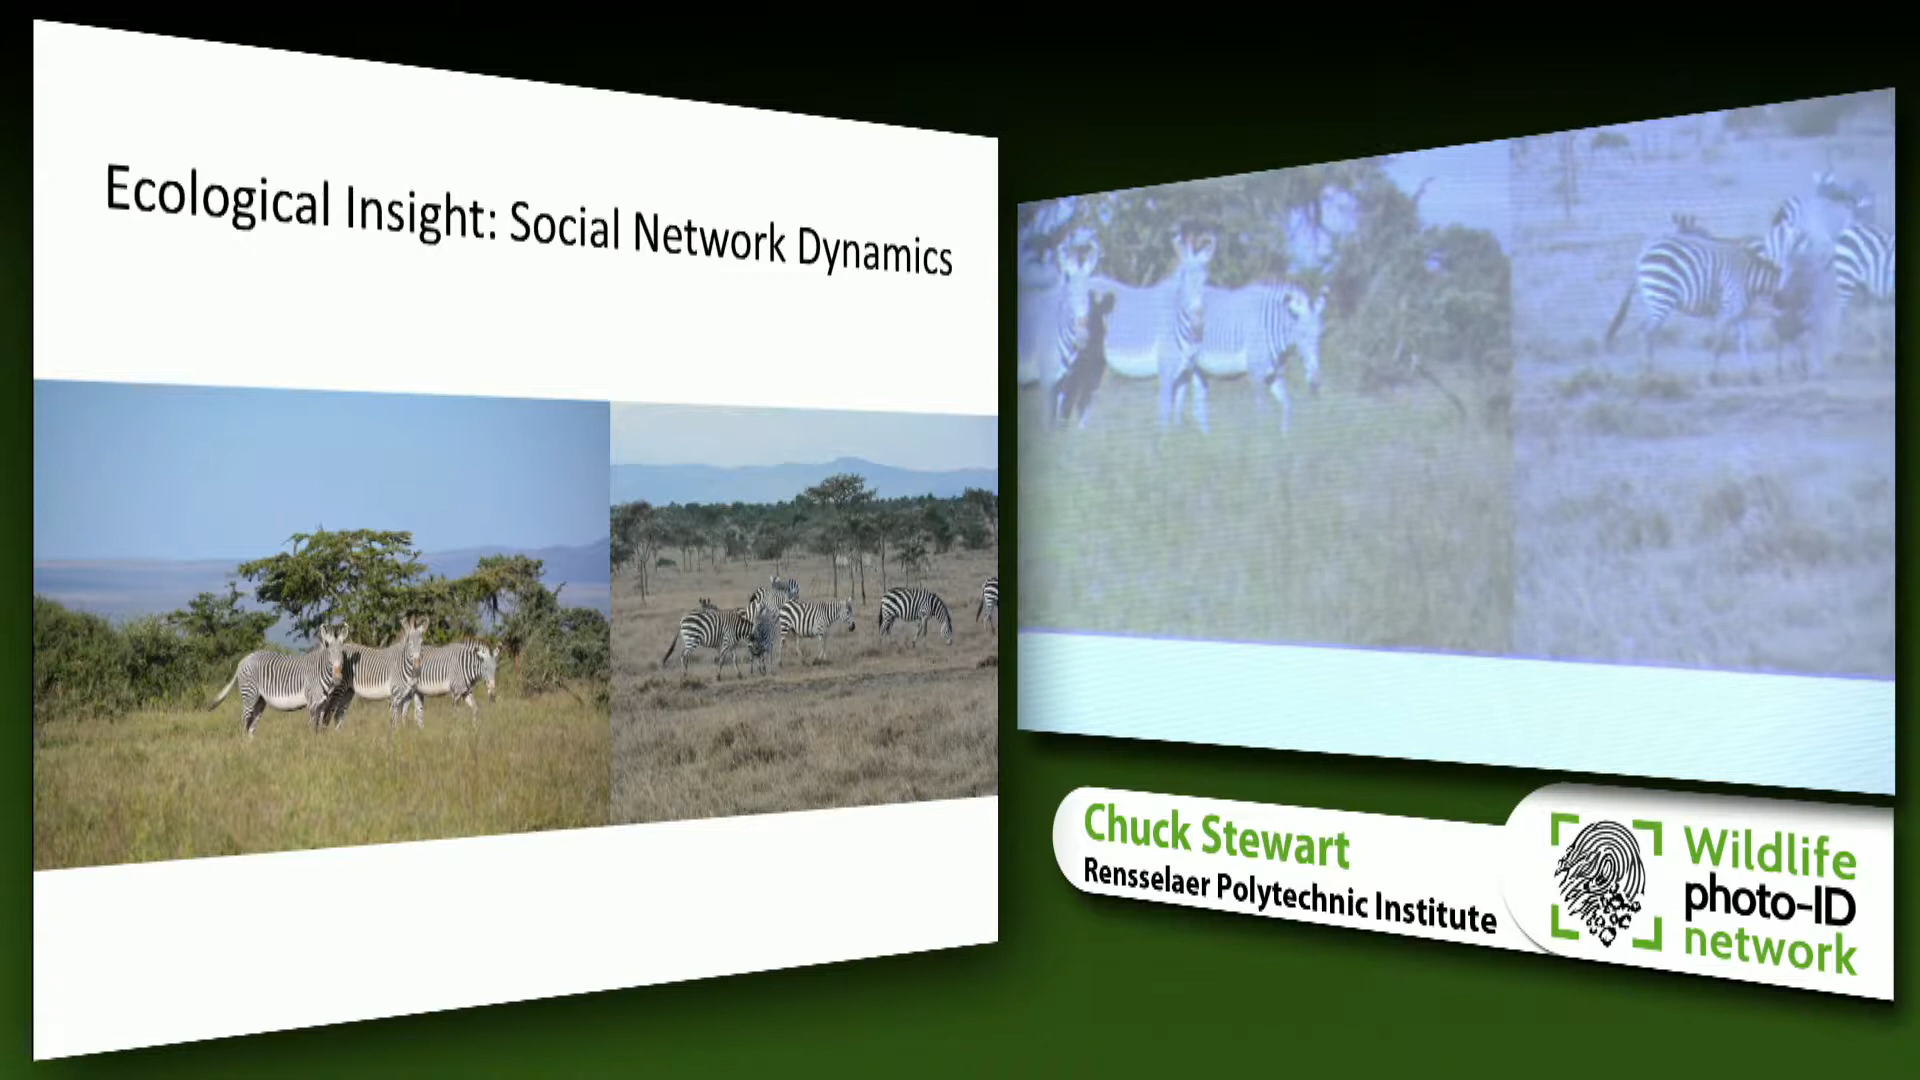 Ecological Insight: Social Network Dynamics
Chuck Stewart
Rensselaer Polytechnic Institute
Wildlife
photo-ID
network